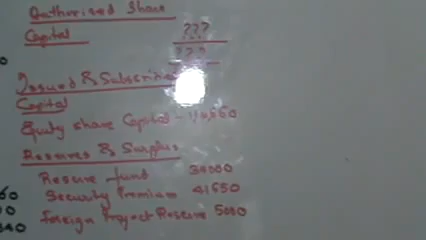 Authorised Share
Capital ???
???
Issued & Subscribed
Capital
Equity share Capital -
Reserves & Surplus
Reserve fund 34000
Security Premium 41650
Foreign Project Reserve 5000